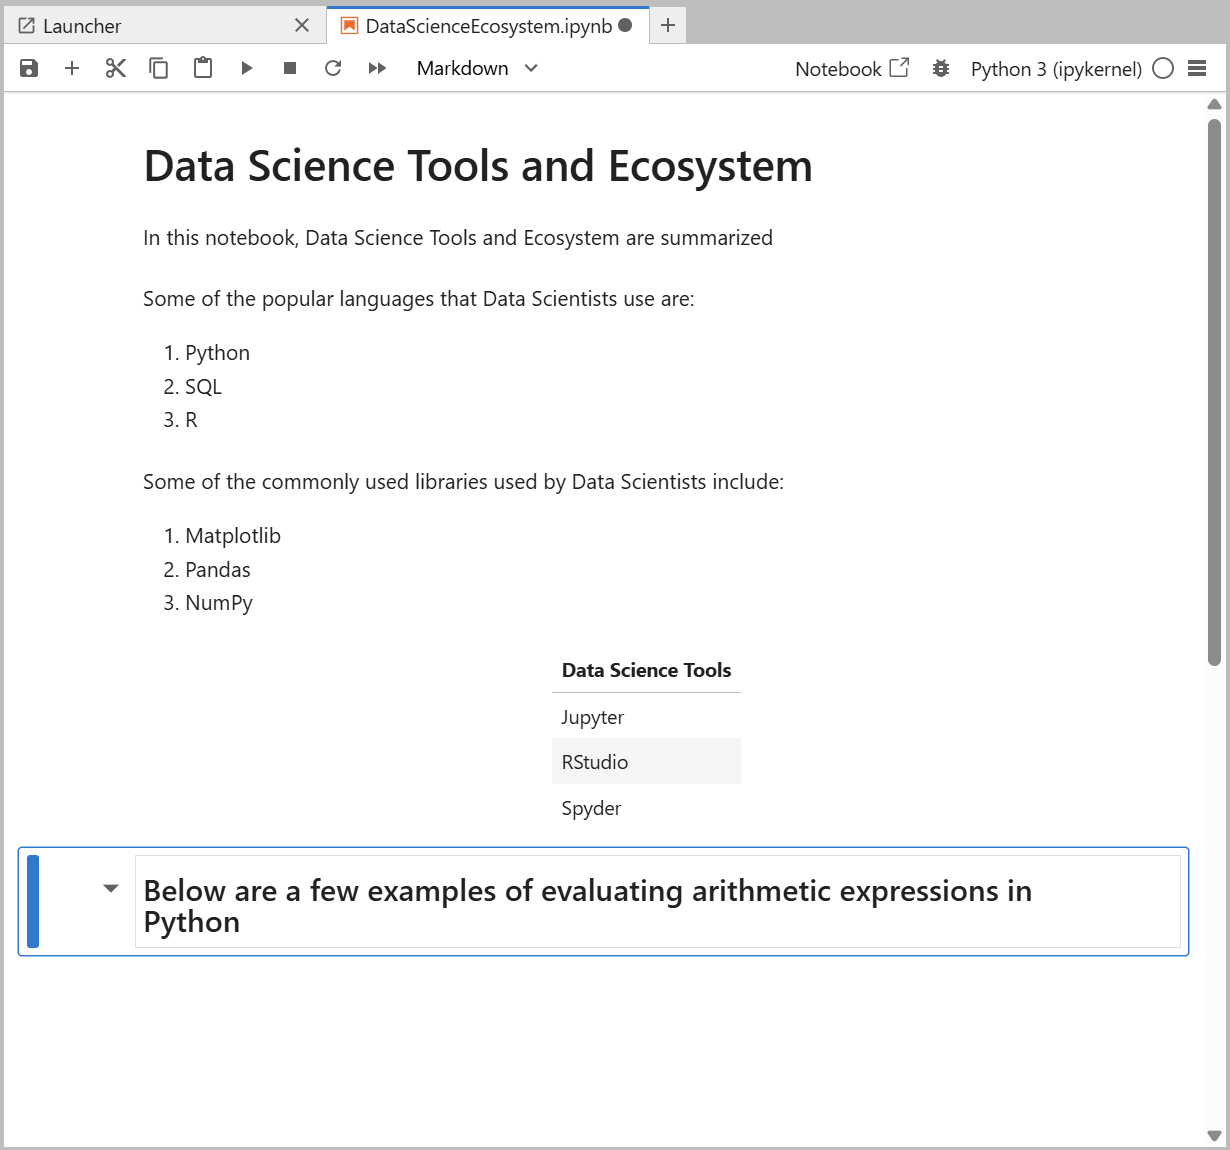 Launcher
DataScienceEcosystem.ipynb
Markdown
Notebook
Python 3 (ipykernel)
Data Science Tools and Ecosystem
In this notebook, Data Science Tools and Ecosystem are summarized
Some of the popular languages that Data Scientists use are:
1. Python
2. SQL
3. R
Some of the commonly used libraries used by Data Scientists include:
1. Matplotlib
2. Pandas
3. NumPy
Data Science Tools
Jupyter
RStudio
Spyder
Below are a few examples of evaluating arithmetic expressions in
Python